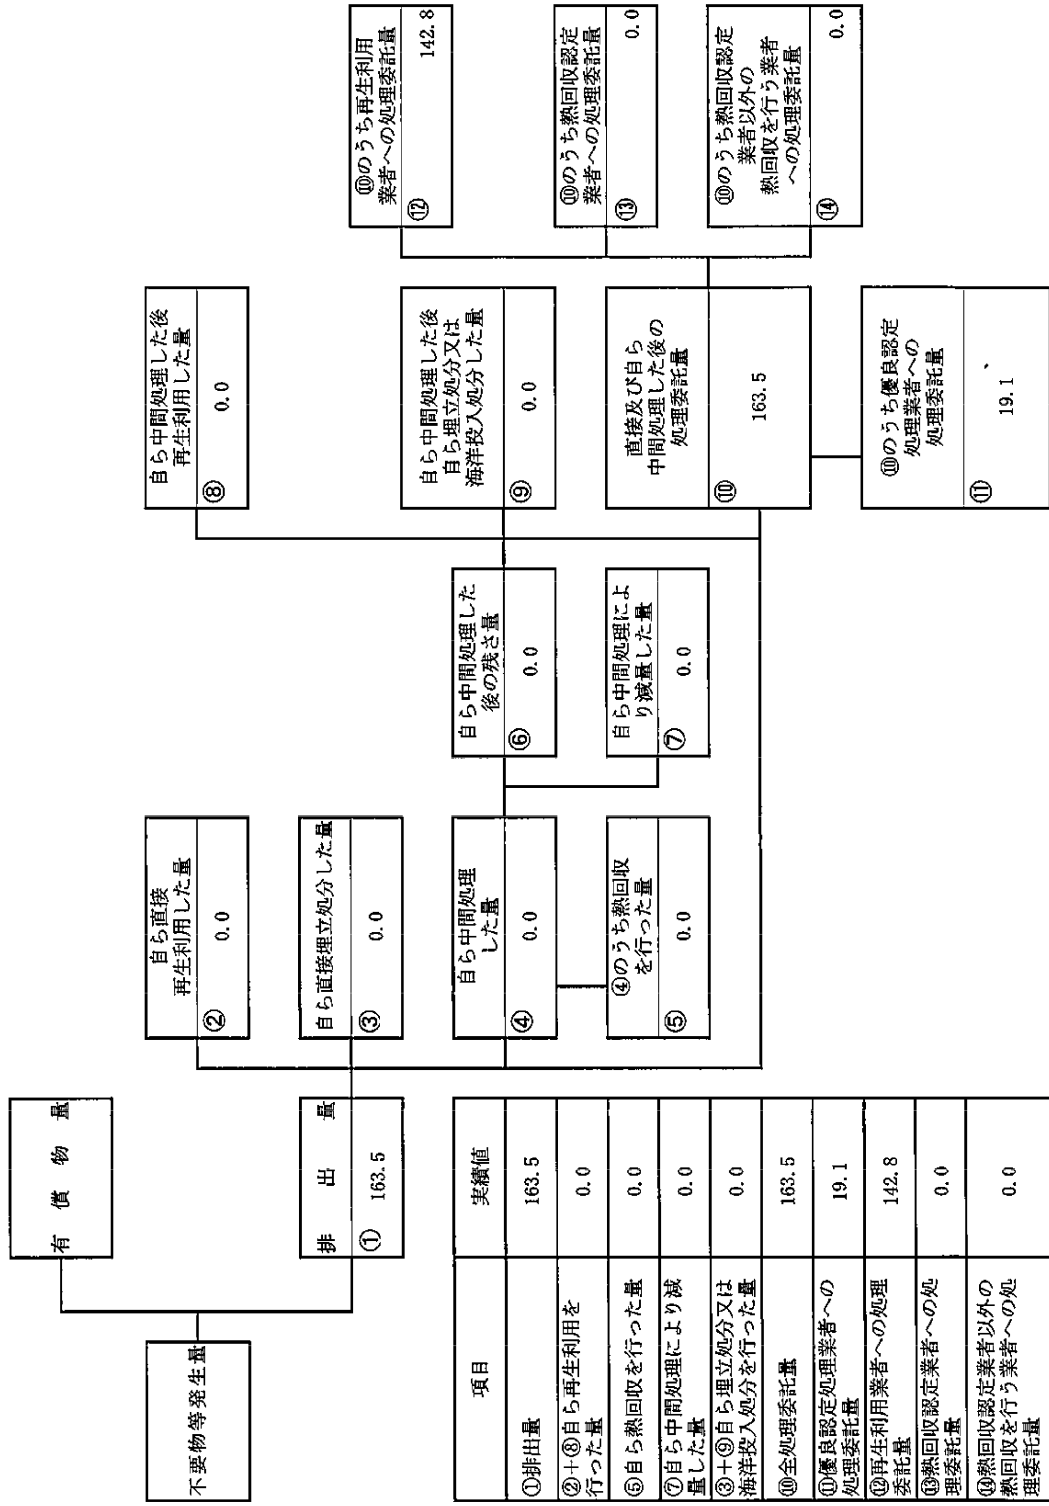 不要物等発生量
有償物量
排出量
① 163.5
自ら直接
再生利用した量
② 0.0
自ら直接埋立処分した量
③ 0.0
自ら中間処理
した量
④ 0.0
④のうち熱回収
を行った量
⑤ 0.0
自ら中間処理した
後の残さ量
⑥ 0.0
自ら中間処理によ
り減量した量
⑦ 0.0
自ら中間処理した後
再生利用した量
⑧ 0.0
自ら中間処理した後
自ら埋立処分又は
海洋投入処分した量
⑨ 0.0
直接及び自ら
中間処理した後の
処理委託量
⑩ 163.5
⑩のうち優良認定
処理業者への
処理委託量
⑪ 19.1
⑩のうち再生利用
業者への処理委託量
⑫ 142.8
⑩のうち熱回収認定
業者への処理委託量
⑬ 0.0
⑩のうち熱回収認定
業者以外の
熱回収を行う業者
への処理委託量
⑭ 0.0
項目 実績値
①排出量 163.5
②+⑧自ら再生利用を
行った量 0.0
⑤自ら熱回収を行った量 0.0
⑦自ら中間処理により減
量した量 0.0
③+⑨自ら埋立処分又は
海洋投入処分を行った量 0.0
⑩全処理委託量 163.5
⑪優良認定処理業者への
処理委託量 19.1
⑫再生利用業者への処理
委託量 142.8
⑬熱回収認定業者への処
理委託量 0.0
⑭熱回収認定業者以外の
熱回収を行う業者への処
理委託量 0.0